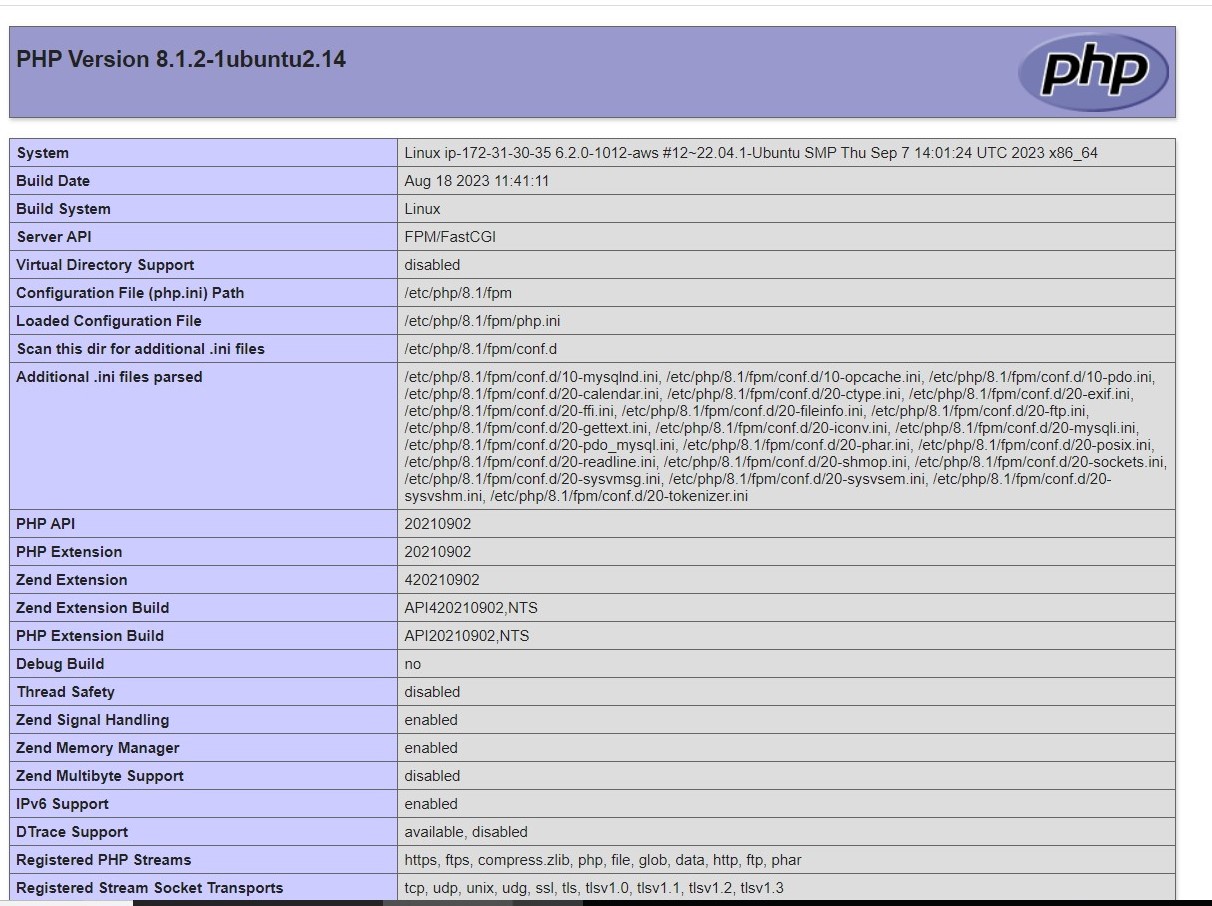 PHP Version 8.1.2-1ubuntu2.14
php
System Linux ip-172-31-30-35 6.2.0-1012-aws #12~22.04.1-Ubuntu SMP Thu Sep 7 14:01:24 UTC 2023 x86_64
Build Date Aug 18 2023 11:41:11
Build System Linux
Server API FPM/FastCGI
Virtual Directory Support disabled
Configuration File (php.ini) Path /etc/php/8.1/fpm
Loaded Configuration File /etc/php/8.1/fpm/php.ini
Scan this dir for additional .ini files /etc/php/8.1/fpm/conf.d
Additional .ini files parsed /etc/php/8.1/fpm/conf.d/10-mysqlnd.ini, /etc/php/8.1/fpm/conf.d/10-opcache.ini, /etc/php/8.1/fpm/conf.d/10-pdo.ini,
/etc/php/8.1/fpm/conf.d/20-calendar.ini, /etc/php/8.1/fpm/conf.d/20-ctype.ini, /etc/php/8.1/fpm/conf.d/20-exif.ini,
/etc/php/8.1/fpm/conf.d/20-ffi.ini, /etc/php/8.1/fpm/conf.d/20-fileinfo.ini, /etc/php/8.1/fpm/conf.d/20-ftp.ini,
/etc/php/8.1/fpm/conf.d/20-gettext.ini, /etc/php/8.1/fpm/conf.d/20-iconv.ini, /etc/php/8.1/fpm/conf.d/20-mysqli.ini,
/etc/php/8.1/fpm/conf.d/20-pdo_mysql.ini, /etc/php/8.1/fpm/conf.d/20-phar.ini, /etc/php/8.1/fpm/conf.d/20-posix.ini,
/etc/php/8.1/fpm/conf.d/20-readline.ini, /etc/php/8.1/fpm/conf.d/20-shmop.ini, /etc/php/8.1/fpm/conf.d/20-sockets.ini,
/etc/php/8.1/fpm/conf.d/20-sysvmsg.ini, /etc/php/8.1/fpm/conf.d/20-sysvsem.ini, /etc/php/8.1/fpm/conf.d/20-
sysvshm.ini, /etc/php/8.1/fpm/conf.d/20-tokenizer.ini
PHP API 20210902
PHP Extension 20210902
Zend Extension 420210902
Zend Extension Build API420210902,NTS
PHP Extension Build API20210902,NTS
Debug Build no
Thread Safety disabled
Zend Signal Handling enabled
Zend Memory Manager enabled
Zend Multibyte Support disabled
IPv6 Support enabled
DTrace Support available, disabled
Registered PHP Streams https, ftps, compress.zlib, php, file, glob, data, http, ftp, phar
Registered Stream Socket Transports tcp, udp, unix, udg, ssl, tls, tlsv1.0, tlsv1.1, tlsv1.2, tlsv1.3